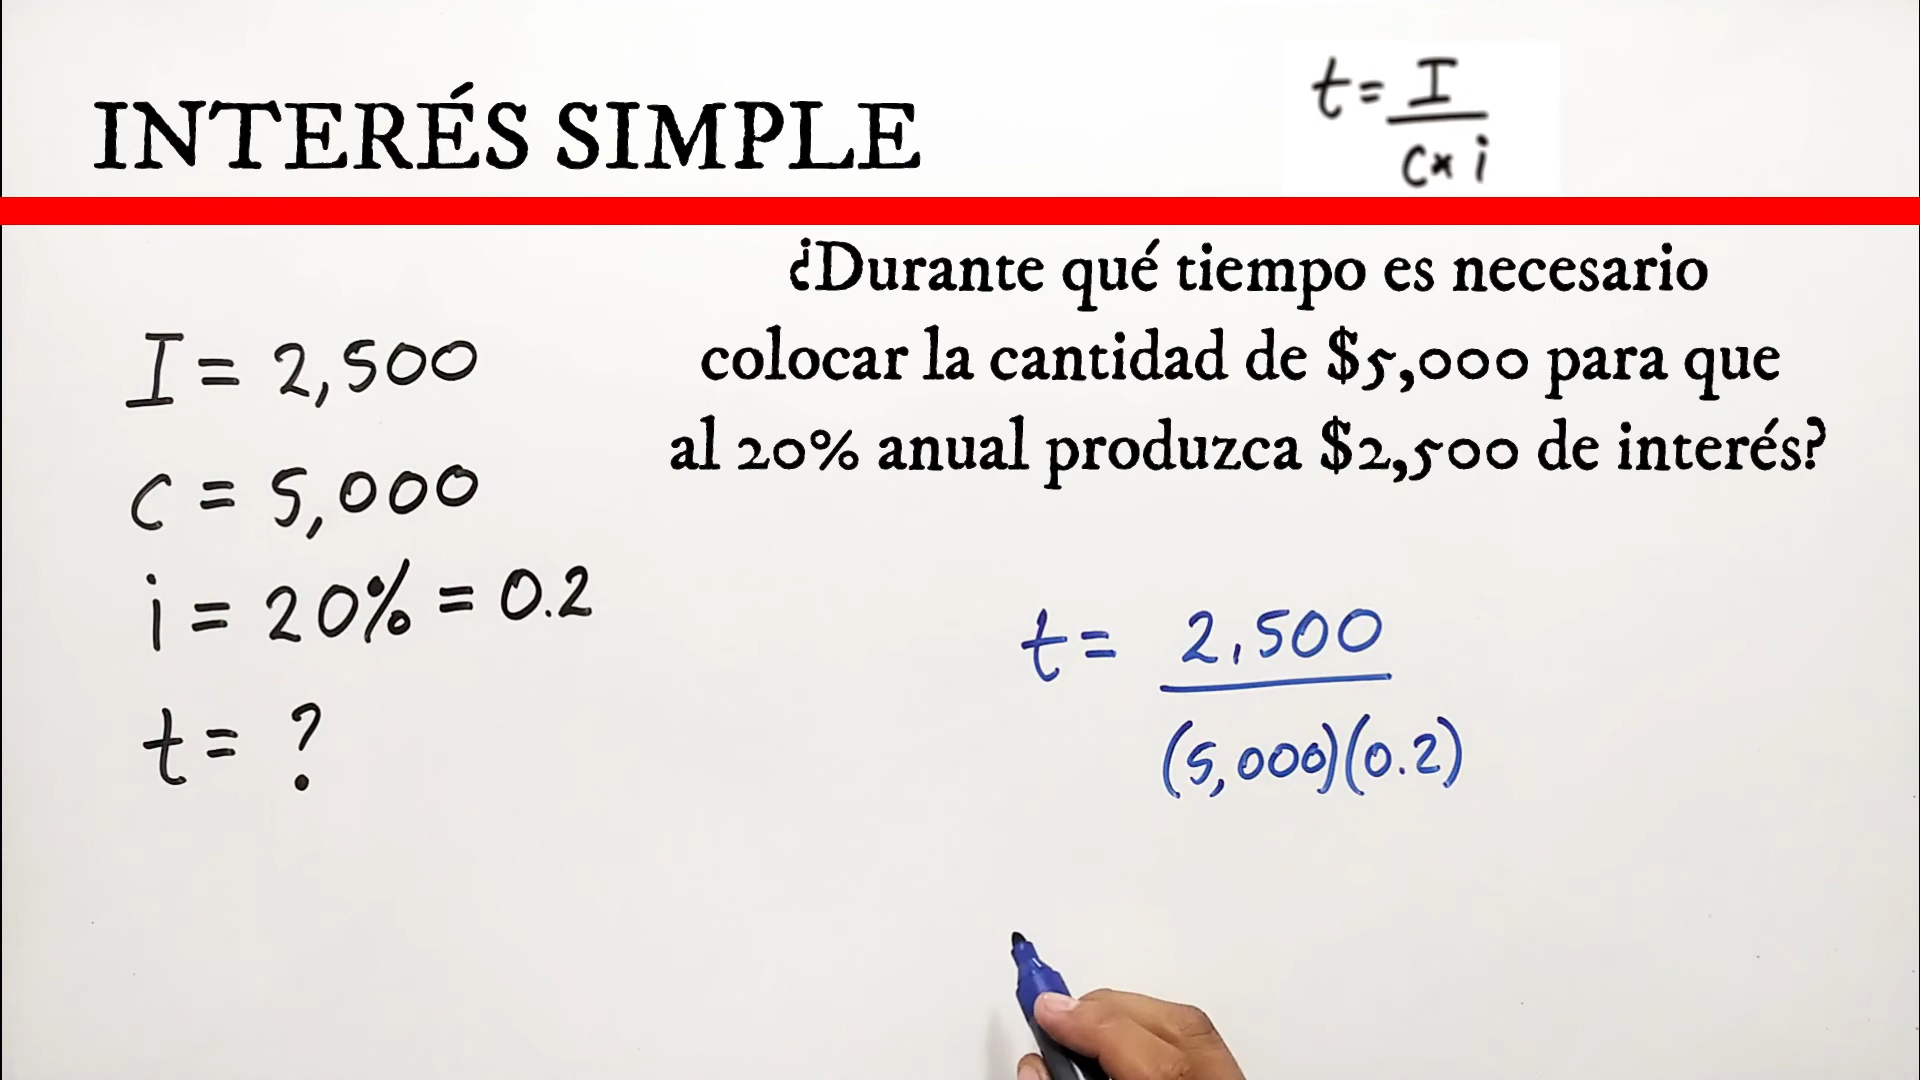 INTERÉS SIMPLE
t = I
c x i
¿Durante qué tiempo es necesario
colocar la cantidad de $5,000 para que
al 20% anual produzca $2,500 de interés?
I = 2,500
C = 5,000
i = 20% = 0.2
t = ?
t = 2,500
(5,000)(0.2)